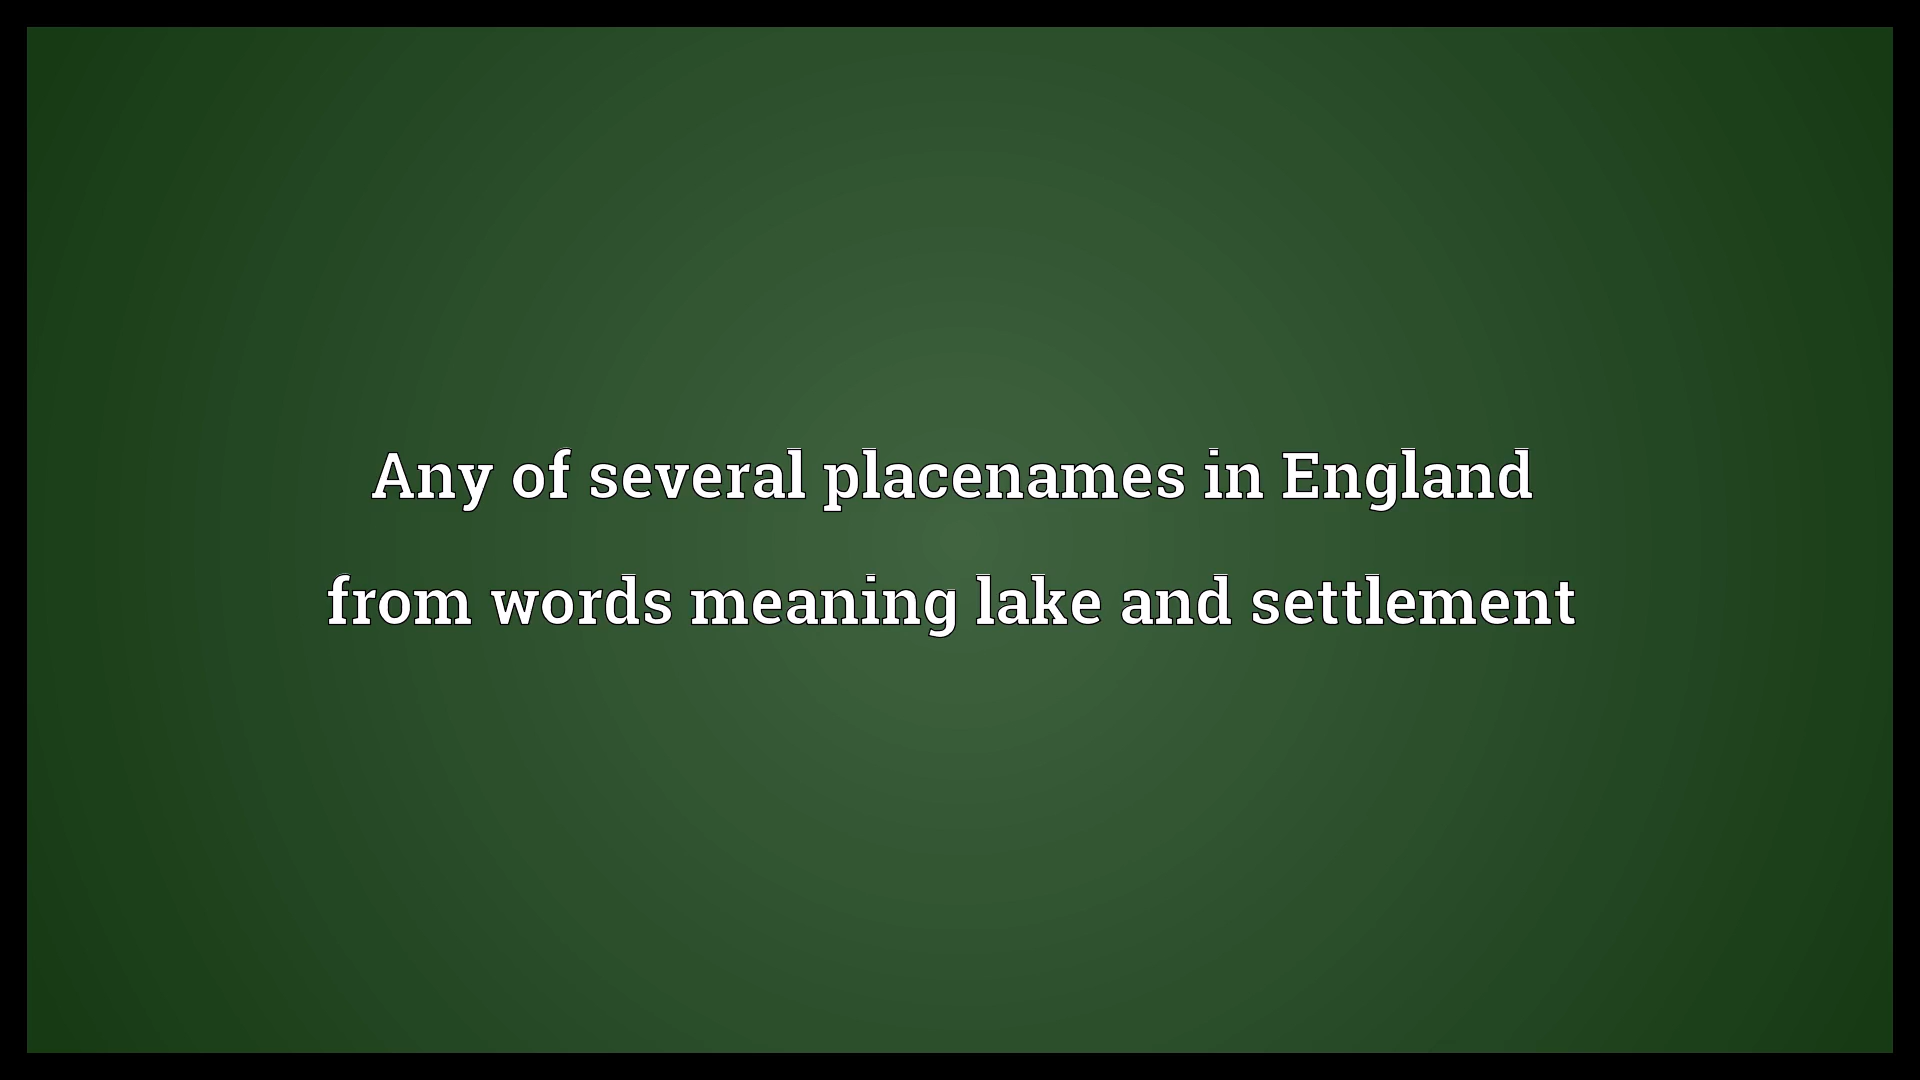 Any of several placenames in England
from words meaning lake and settlement